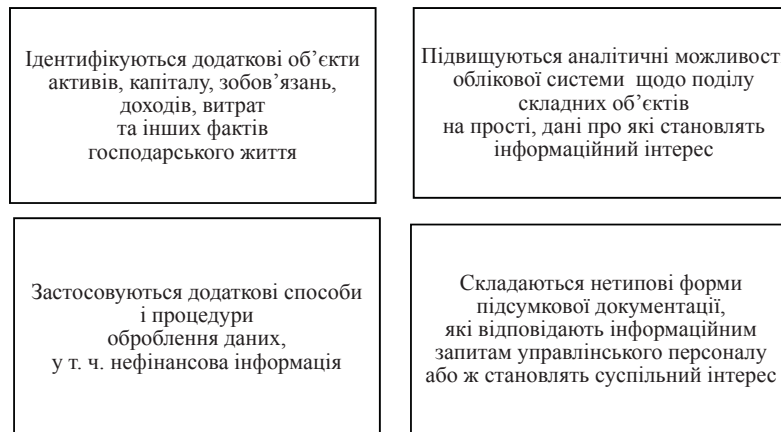 Ідентифікуються додаткові об’єкти
активів, капіталу, зобов’язань,
доходів, витрат
та інших фактів
господарського життя
Підвищуються аналітичні можливост
облікової системи щодо поділу
складних об’єктів
на прості, дані про які становлять
інформаційний інтерес
Застосовуються додаткові способи
і процедури
оброблення даних,
у т. ч. нефінансова інформація
Складаються нетипові форми
підсумкової документації,
які відповідають інформаційним
запитам управлінського персоналу
або ж становлять суспільний інтерес